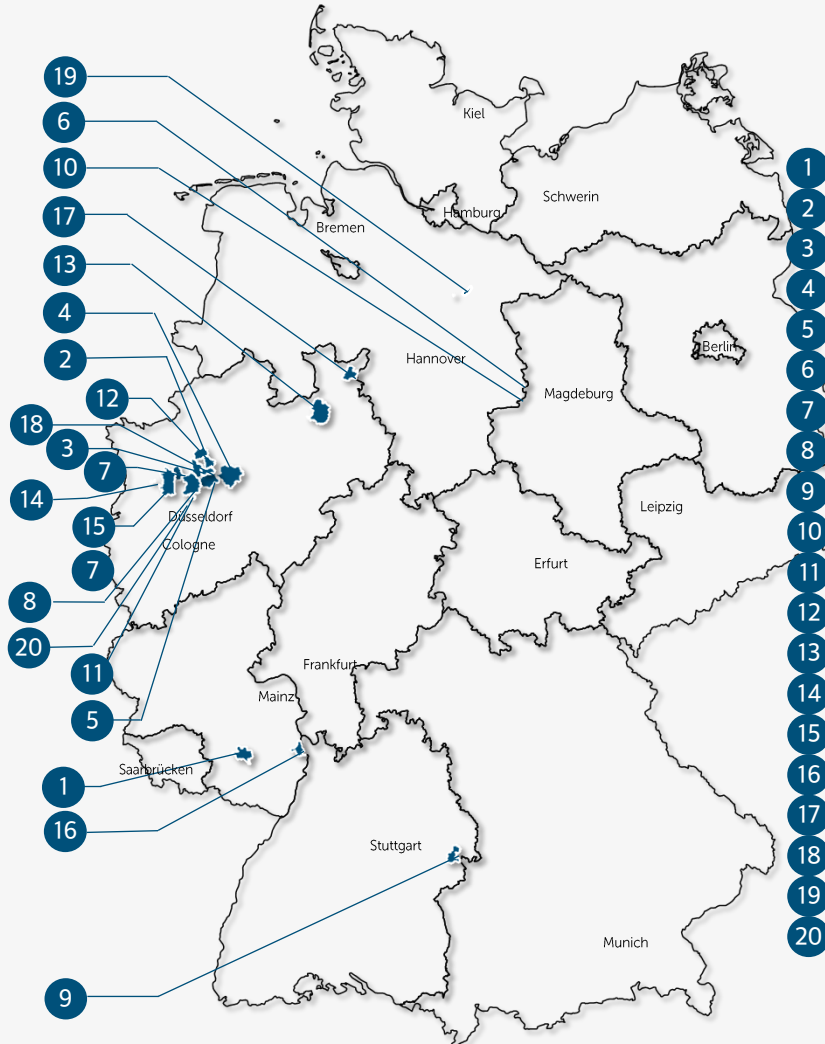 19
6
10
17
13
4
2
12
18
3
7
14
15
7
8
20
11
5
1
16
9
Kiel
Hamburg
Schwerin
Bremen
Hannover
Berlin
Magdeburg
Düsseldorf
Cologne
Leipzig
Erfurt
Frankfurt
Mainz
Saarbrücken
Stuttgart
Munich
1
2
3
4
5
6
7
8
9
10
11
12
13
14
15
16
17
18
19
20